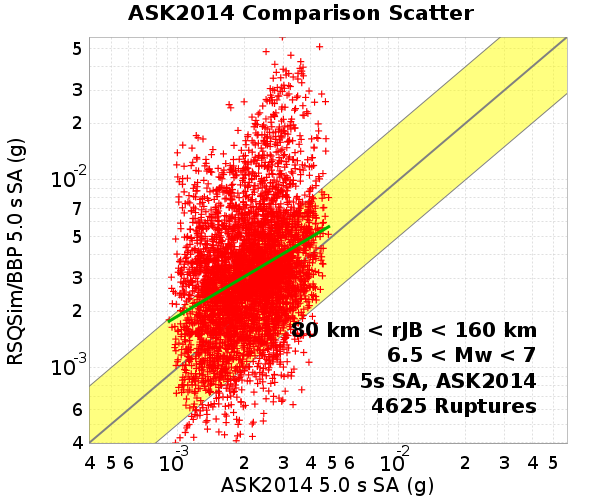 ASK2014 Comparison Scatter
RSQSim/BBP 5.0 s SA (g)
5
3
2
10-2
7
5
3
2
10-3
6
4
80 km < rJB < 160 km
6.5 < Mw < 7
5s SA, ASK2014
4625 Ruptures
4 5 6 10-3 2 3 4 5 6 10-2 2 3 4 5
ASK2014 5.0 s SA (g)